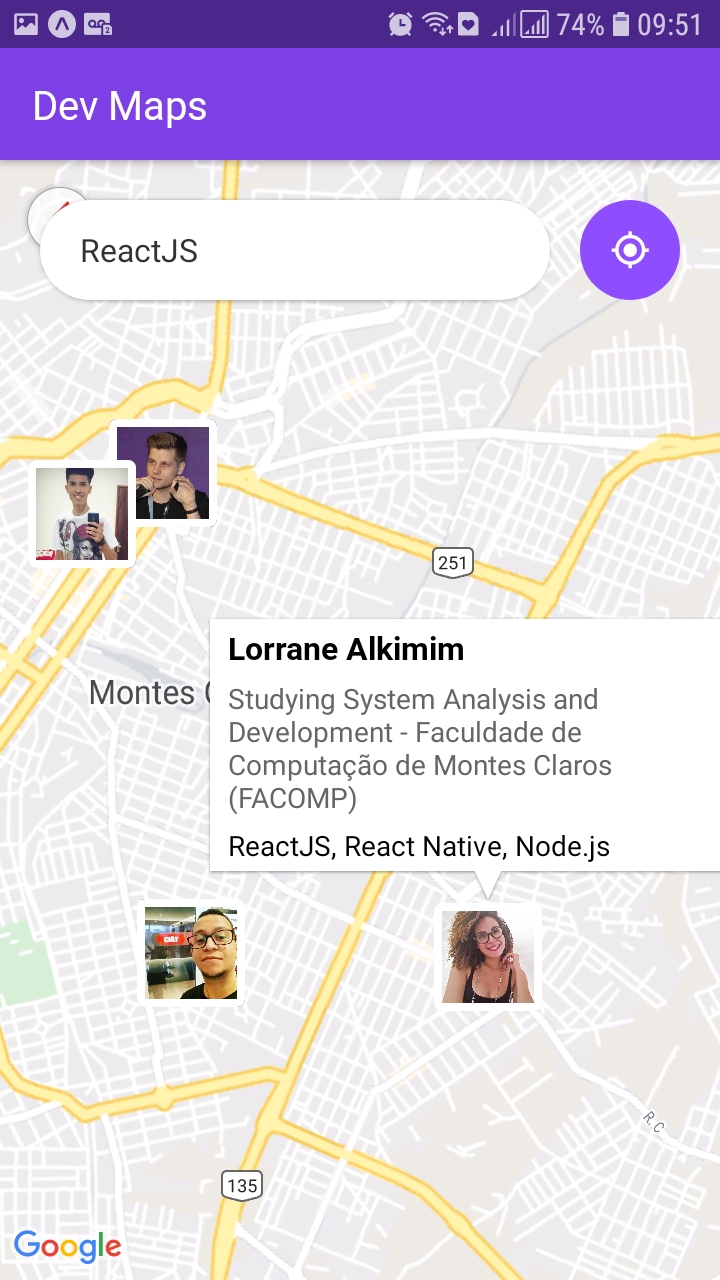 74% 09:51
Dev Maps
ReactJS
251
Lorrane Alkimim
Montes
Studying System Analysis and
Development - Faculdade de
Computação de Montes Claros
(FACOMP)
ReactJS, React Native, Node.js
R. C
135
Google